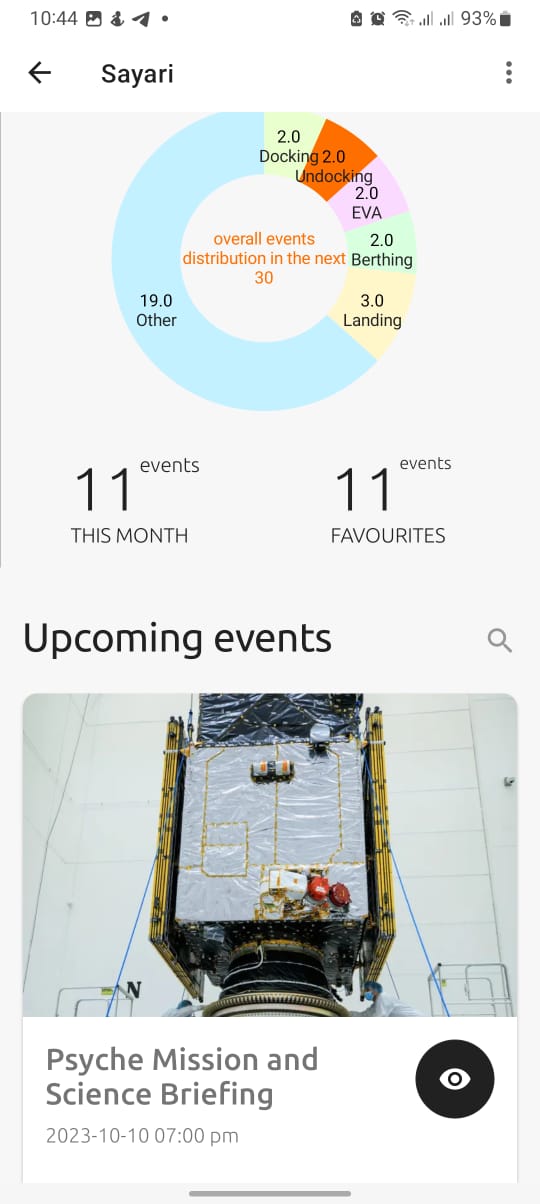 10:44
93%
Sayari
2.0
Docking
2.0
Undocking
2.0
EVA
2.0
Berthing
3.0
Landing
19.0
Other
overall events
distribution in the next
30
11 events
THIS MONTH
11 events
FAVOURITES
Upcoming events
N
Psyche Mission and
Science Briefing
2023-10-10 07:00 pm